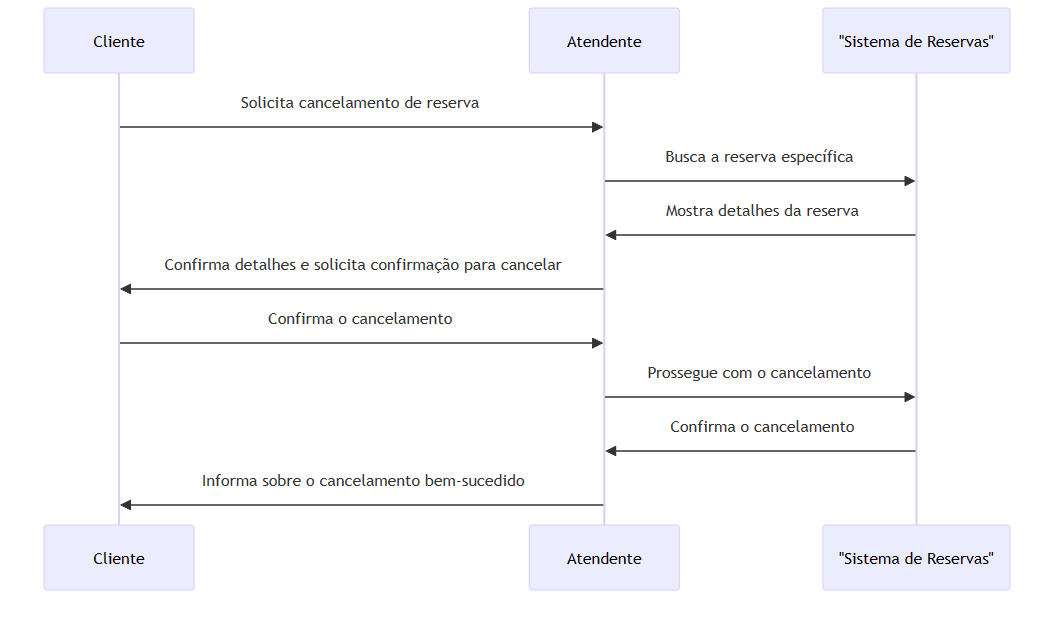 Cliente
Atendente
"Sistema de Reservas"
Solicita cancelamento de reserva
Busca a reserva específica
Mostra detalhes da reserva
Confirma detalhes e solicita confirmação para cancelar
Confirma o cancelamento
Prossegue com o cancelamento
Confirma o cancelamento
Informa sobre o cancelamento bem-sucedido
Cliente
Atendente
"Sistema de Reservas"